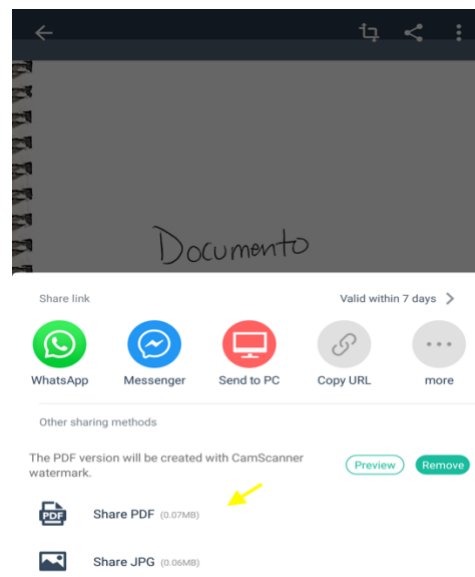 Documento
Share link Valid within 7 days
WhatsApp Messenger Send to PC Copy URL more
Other sharing methods
The PDF version will be created with CamScanner
watermark.
Preview Remove
PDF Share PDF (0.07MB)
Share JPG (0.06MB)